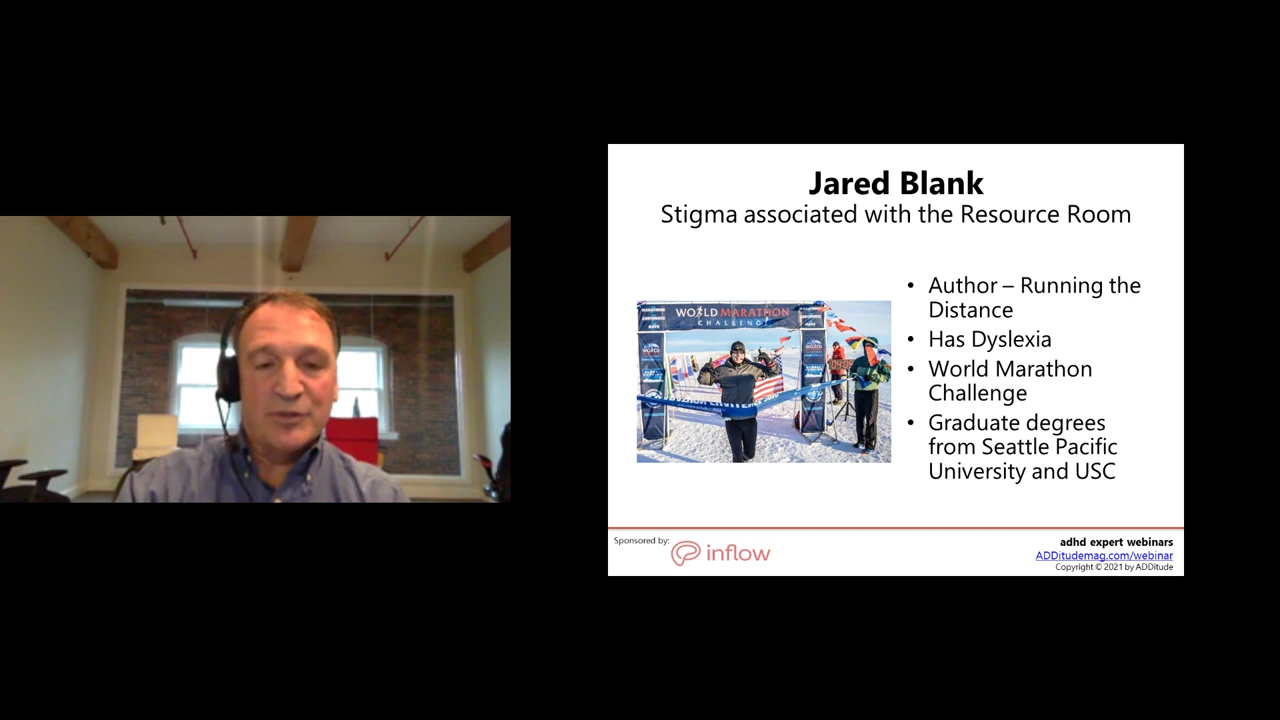 Jared Blank
Stigma associated with the Resource Room
• Author – Running the
Distance
• Has Dyslexia
• World Marathon
Challenge
• Graduate degrees
from Seattle Pacific
University and USC
WORLD MARATHON
CHALLENGE
Sponsored by:
inflow
adhd expert webinars
ADDitudemag.com/webinar
Copyright © 2021 by ADDitude